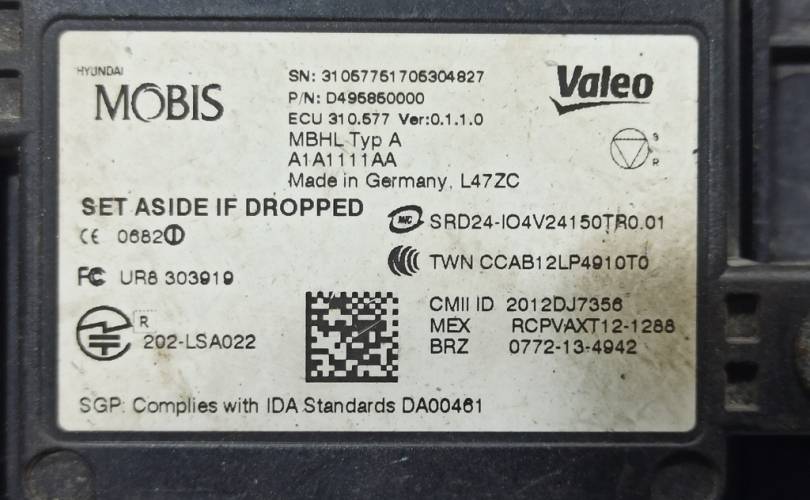 HYUNDAI
MOBIS
SN: 31057751705304827
P/N: D495850000
ECU 310.577 Ver:0.1.1.0
MBHL Typ A
A1A1111AA
Made in Germany, L47ZC
Valeo
S
R
SET ASIDE IF DROPPED
CE 0682
NCC SRD24-IO4V24150TR0.01
TWN CCAB12LP4910T0
FC UR8 303919
R
202-LSA022
CMII ID 2012DJ7356
MEX RCPVAXT12-1288
BRZ 0772-13-4942
SGP: Complies with IDA Standards DA00461